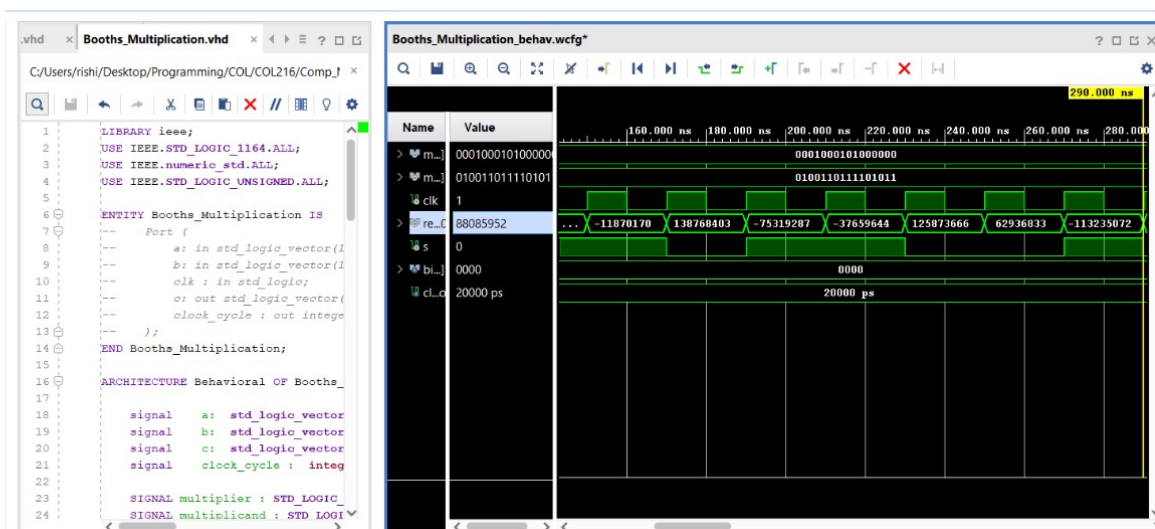 .vhd × Booths_Multiplication.vhd ×
C:/Users/rishi/Desktop/Programming/COL/COL216/Comp_ ×
1 LIBRARY ieee;
2 USE IEEE.STD_LOGIC_1164.ALL;
3 USE IEEE.numeric_std.ALL;
4 USE IEEE.STD_LOGIC_UNSIGNED.ALL;
5
6 ENTITY Booths_Multiplication IS
7 -- Port (
8 -- a: in std_logic_vector(1
9 -- b: in std_logic_vector(1
10 -- clk : in std_logic;
11 -- c: out std_logic_vector(
12 -- clock_cycle : out intege
13 -- );
14 END Booths_Multiplication;
15
16 ARCHITECTURE Behavioral OF Booths_
17
18 signal a: std_logic_vector
19 signal b: std_logic_vector
20 signal c: std_logic_vector
21 signal clock_cycle : integ
22
23 SIGNAL multiplier : STD_LOGIC_
24 SIGNAL multiplicand : STD_LOGI
Booths_Multiplication_behav.wcfg*
290.000 ns
Name Value 160.000 ns 180.000 ns 200.000 ns 220.000 ns 240.000 ns 260.000 ns 280.000
m...] 0001000101000000 0001000101000000
m...] 010011011110101 0100110111101011
clk 1
re... 88085952 ... -11870170 138768403 -75319287 -37659644 125873666 62936833 -113235072
s 0
bi...] 0000 0000
cl...o 20000 ps 20000 ps